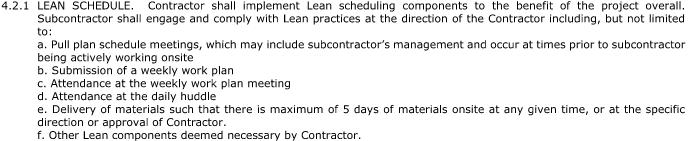 4.2.1 LEAN SCHEDULE. Contractor shall implement Lean scheduling components to the benefit of the project overall.
Subcontractor shall engage and comply with Lean practices at the direction of the Contractor including, but not limited
to:
a. Pull plan schedule meetings, which may include subcontractor's management and occur at times prior to subcontractor
being actively working onsite
b. Submission of a weekly work plan
c. Attendance at the weekly work plan meeting
d. Attendance at the daily huddle
e. Delivery of materials such that there is maximum of 5 days of materials onsite at any given time, or at the specific
direction or approval of Contractor.
f. Other Lean components deemed necessary by Contractor.